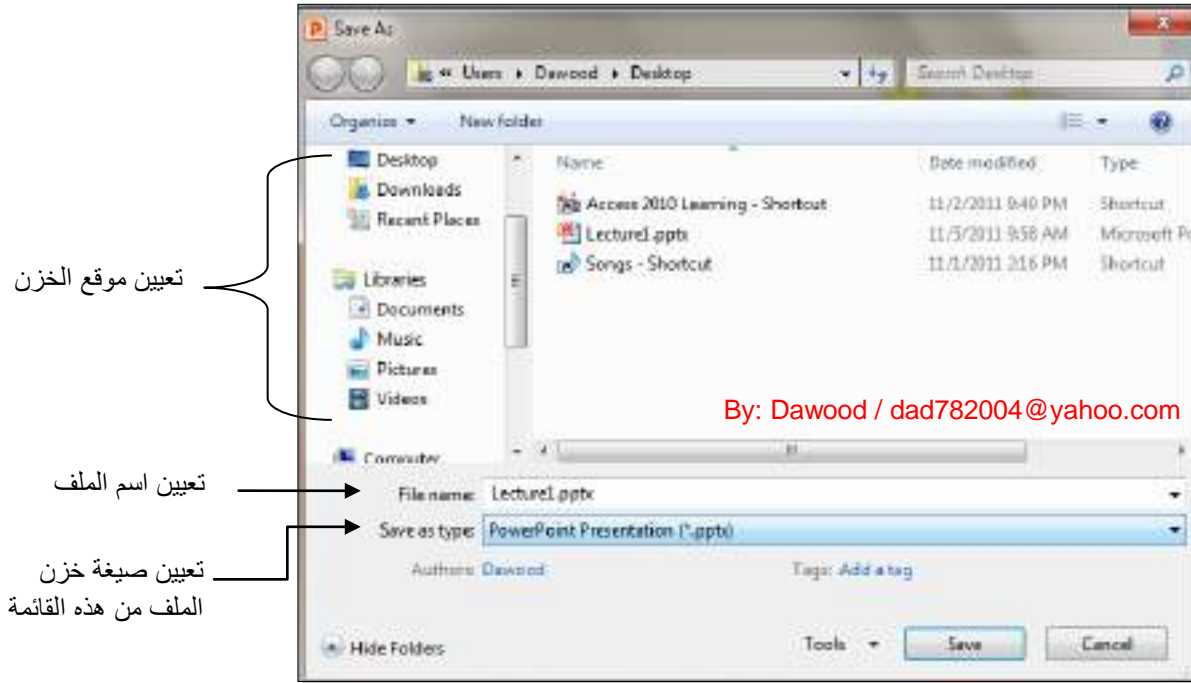 Save As
« Users ▸ Dawood ▸ Desktop
Search Desktop
Organize
New folder
Desktop
Downloads
Recent Places
Libraries
Documents
Music
Pictures
Videos
Computer
Name Date modified Type
Access 2010 Learning - Shortcut 11/2/2011 9:40 PM Shortcut
Lecture1.pptx 11/5/2011 9:58 AM Microsoft Po
Songs - Shortcut 11/1/2011 2:16 PM Shortcut
By: Dawood / dad782004@yahoo.com
تعيين موقع الخزن
تعيين اسم الملف
File name: Lecture1.pptx
Save as type: PowerPoint Presentation (*.pptx)
تعيين صيغة خزن
الملف من هذه القائمة
Authors: Dawood
Tags: Add a tag
Hide Folders
Tools
Save
Cancel